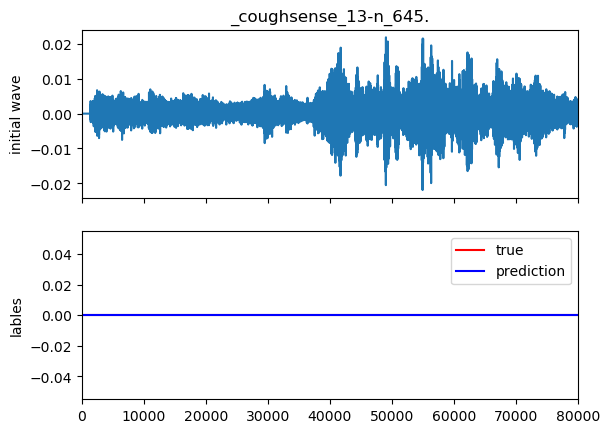 _coughsense_13-n_645.
0.02
0.01
0.00
−0.01
−0.02
initial wave
true
prediction
0.04
0.02
0.00
−0.02
−0.04
lables
0 10000 20000 30000 40000 50000 60000 70000 80000